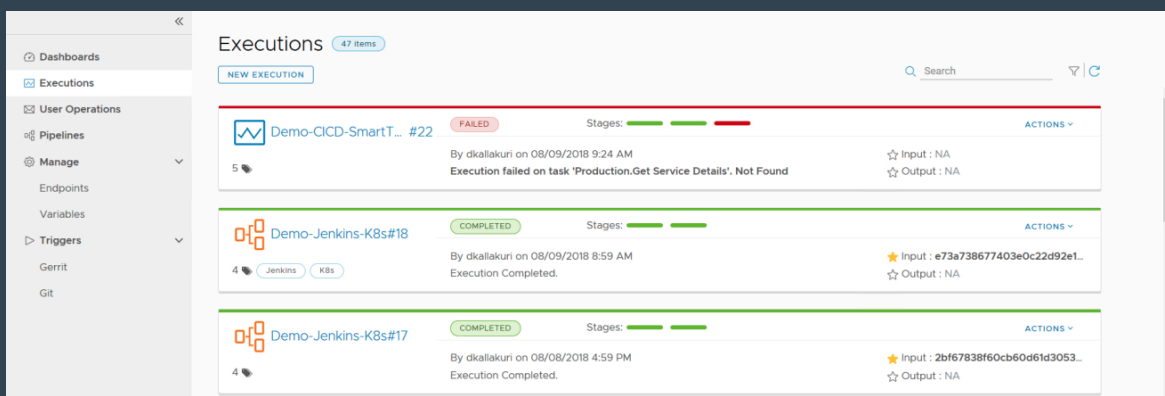 Dashboards
Executions
User Operations
Pipelines
Manage
Endpoints
Variables
Triggers
Gerrit
Git
Executions 47 items
NEW EXECUTION
Search
Demo-CICD-SmartT... #22
FAILED
Stages:
ACTIONS
5
By dkallakuri on 08/09/2018 9:24 AM
Execution failed on task 'Production.Get Service Details'. Not Found
Input : NA
Output : NA
Demo-Jenkins-K8s#18
COMPLETED
Stages:
ACTIONS
4 Jenkins K8s
By dkallakuri on 08/09/2018 8:59 AM
Execution Completed.
Input : e73a738677403e0c22d92e1...
Output : NA
Demo-Jenkins-K8s#17
COMPLETED
Stages:
ACTIONS
4
By dkallakuri on 08/08/2018 4:59 PM
Execution Completed.
Input : 2bf67838f60cb60d61d3053...
Output : NA